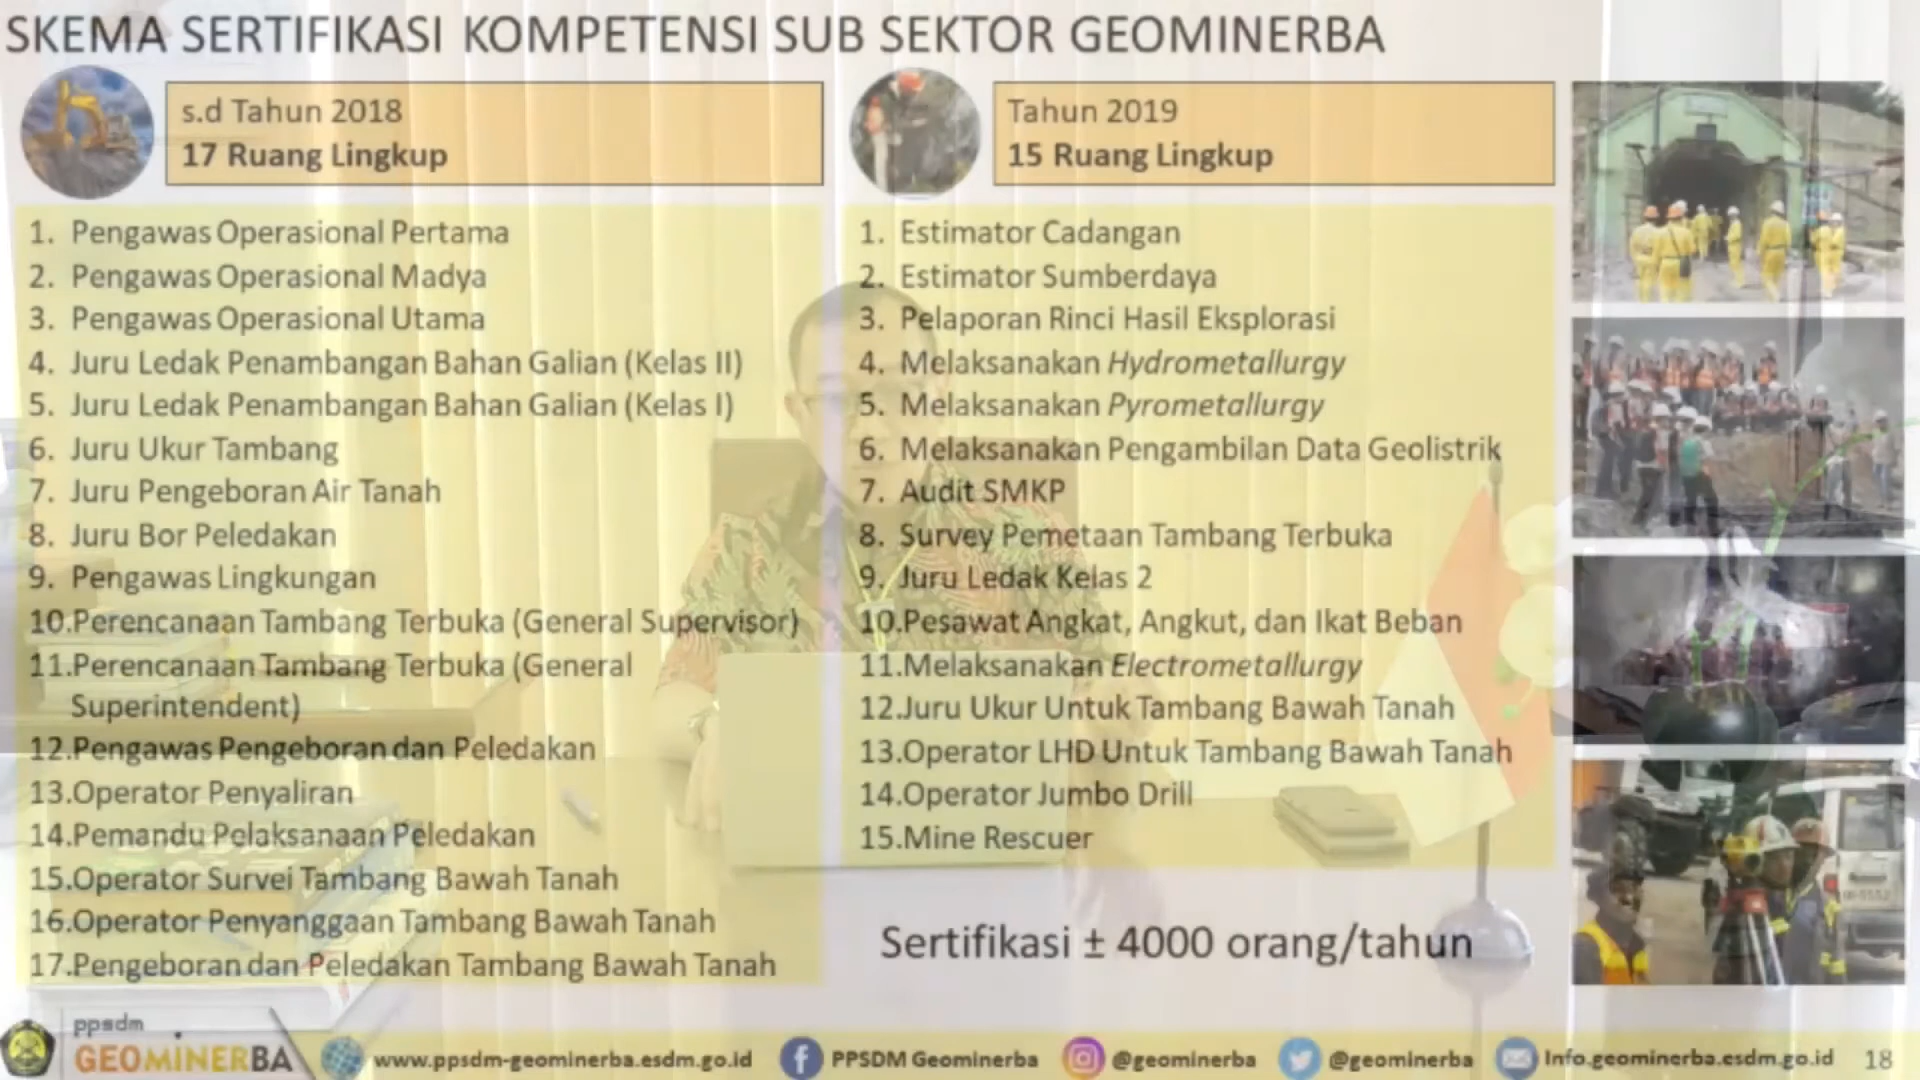 SKEMA SERTIFIKASI KOMPETENSI SUB SEKTOR GEOMINERBA
s.d Tahun 2018
17 Ruang Lingkup
1. Pengawas Operasional Pertama
2. Pengawas Operasional Madya
3. Pengawas Operasional Utama
4. Juru Ledak Penambangan Bahan Galian (Kelas II)
5. Juru Ledak Penambangan Bahan Galian (Kelas I)
6. Juru Ukur Tambang
7. Juru Pengeboran Air Tanah
8. Juru Bor Peledakan
9. Pengawas Lingkungan
10.Perencanaan Tambang Terbuka (General Supervisor)
11.Perencanaan Tambang Terbuka (General
Superintendent)
12.Pengawas Pengeboran dan Peledakan
13.Operator Penyaliran
14.Pemandu Pelaksanaan Peledakan
15.Operator Survei Tambang Bawah Tanah
16.Operator Penyanggaan Tambang Bawah Tanah
17.Pengeboran dan Peledakan Tambang Bawah Tanah
Tahun 2019
15 Ruang Lingkup
1. Estimator Cadangan
2. Estimator Sumberdaya
3. Pelaporan Rinci Hasil Eksplorasi
4. Melaksanakan Hydrometallurgy
5. Melaksanakan Pyrometallurgy
6. Melaksanakan Pengambilan Data Geolistrik
7. Audit SMKP
8. Survey Pemetaan Tambang Terbuka
9. Juru Ledak Kelas 2
10.Pesawat Angkat, Angkut, dan Ikat Beban
11.Melaksanakan Electrometallurgy
12.Juru Ukur Untuk Tambang Bawah Tanah
13.Operator LHD Untuk Tambang Bawah Tanah
14.Operator Jumbo Drill
15.Mine Rescuer
Sertifikasi ± 4000 orang/tahun
ppsdm
GEOMINERBA
www.ppsdm-geominerba.esdm.go.id
PPSDM Geominerba
@geominerba
@geominerba
Info.geominerba.esdm.go.id
18